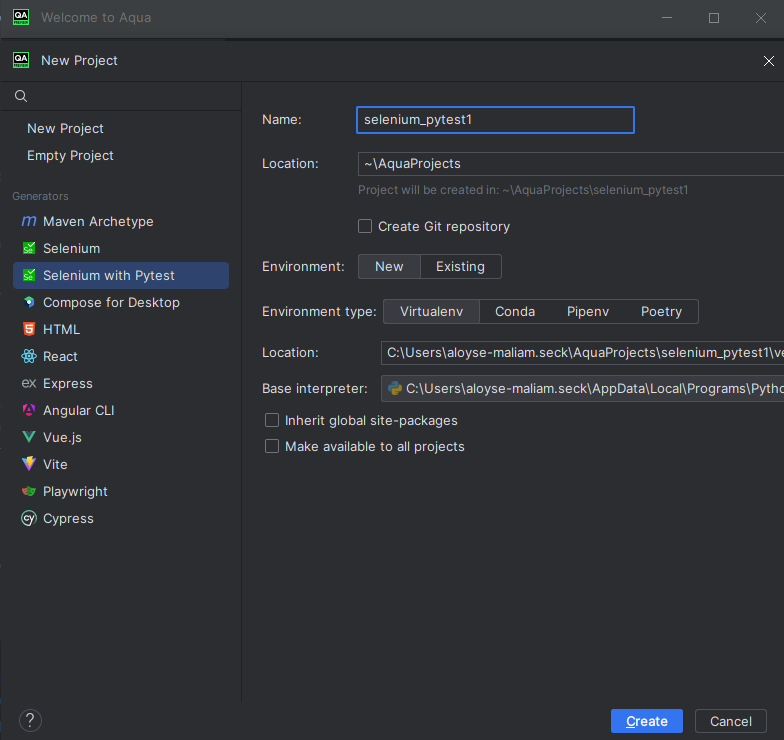 Welcome to Aqua
New Project
New Project
Empty Project
Generators
Maven Archetype
Selenium
Selenium with Pytest
Compose for Desktop
HTML
React
ex Express
Angular CLI
Vue.js
Vite
Playwright
cy Cypress
Name: selenium_pytest1
Location: ~\AquaProjects
Project will be created in: ~\AquaProjects\selenium_pytest1
Create Git repository
Environment: New Existing
Environment type: Virtualenv Conda Pipenv Poetry
Location: C:\Users\aloyse-maliam.seck\AquaProjects\selenium_pytest1\ve
Base interpreter: C:\Users\aloyse-maliam.seck\AppData\Local\Programs\Pytho
Inherit global site-packages
Make available to all projects
? Create Cancel